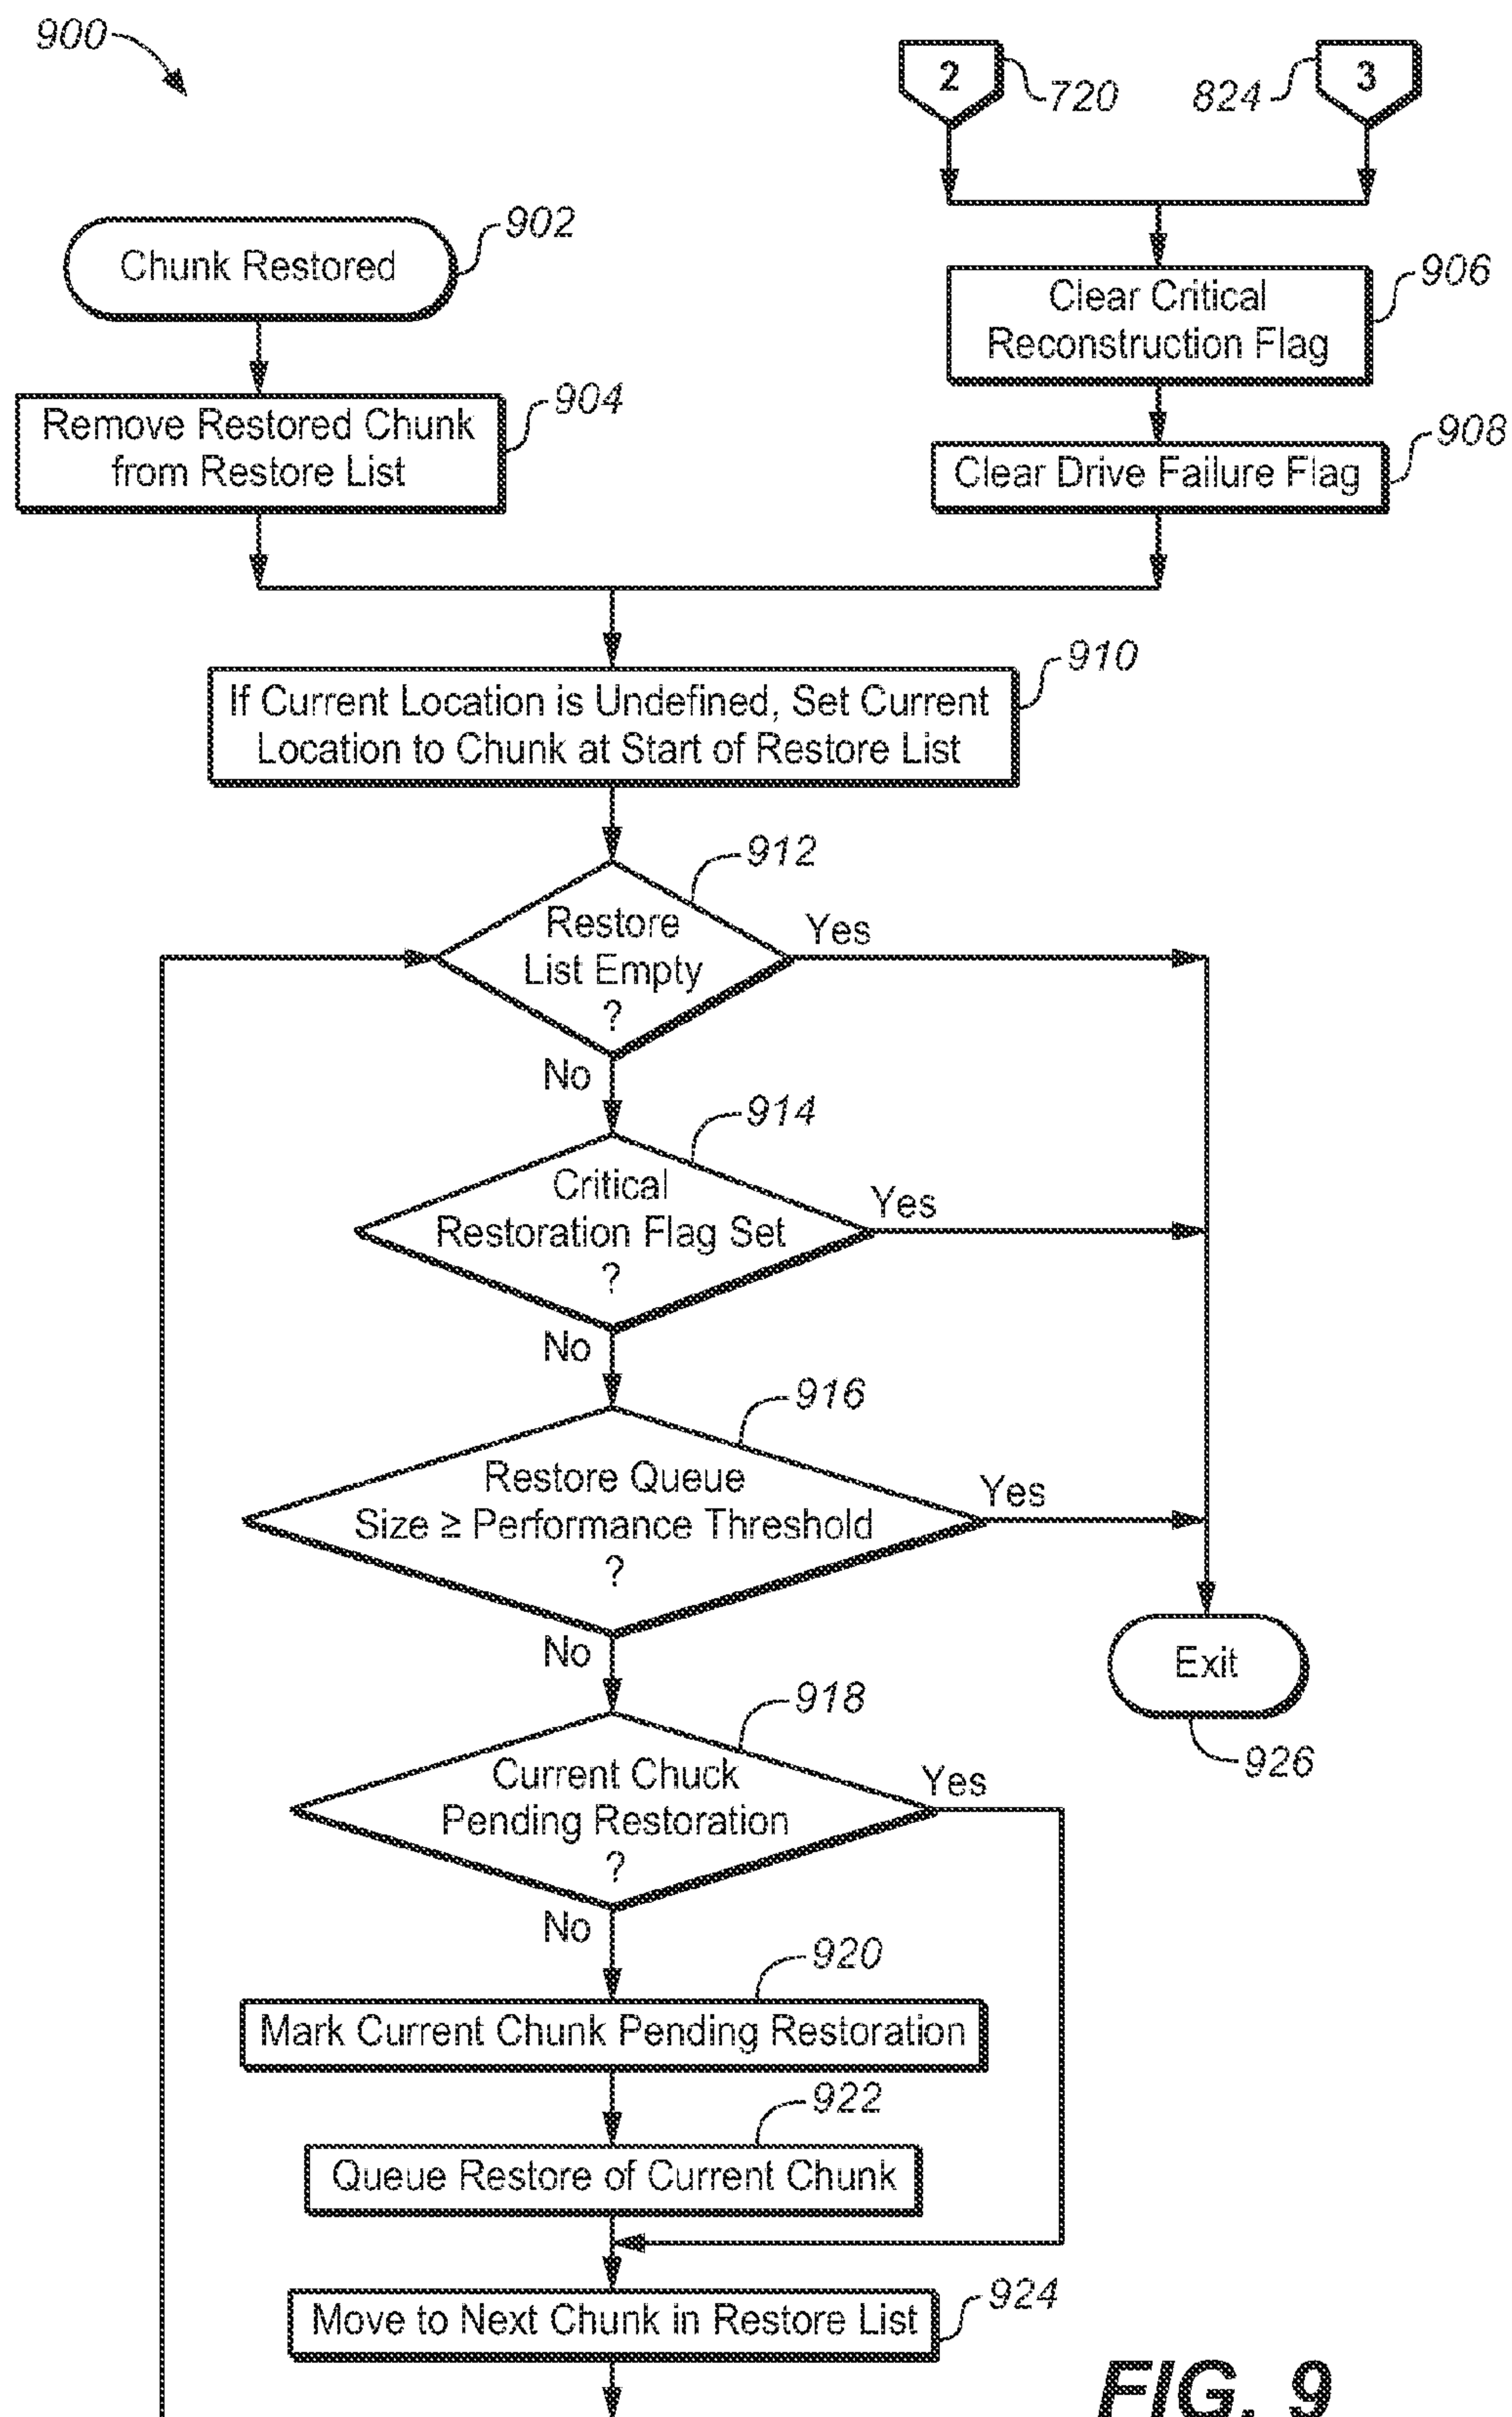 900
2
720
824
3
902
Chunk Restored
906
Clear Critical
Reconstruction Flag
904
Remove Restored Chunk
from Restore List
908
Clear Drive Failure Flag
910
If Current Location is Undefined, Set Current
Location to Chunk at Start of Restore List
912
Restore
List Empty
?
Yes
No
914
Critical
Restoration Flag Set
?
Yes
No
916
Restore Queue
Size ≥ Performance Threshold
?
Yes
No
Exit
926
918
Current Chuck
Pending Restoration
?
Yes
No
920
Mark Current Chunk Pending Restoration
922
Queue Restore of Current Chunk
924
Move to Next Chunk in Restore List
FIG. 9